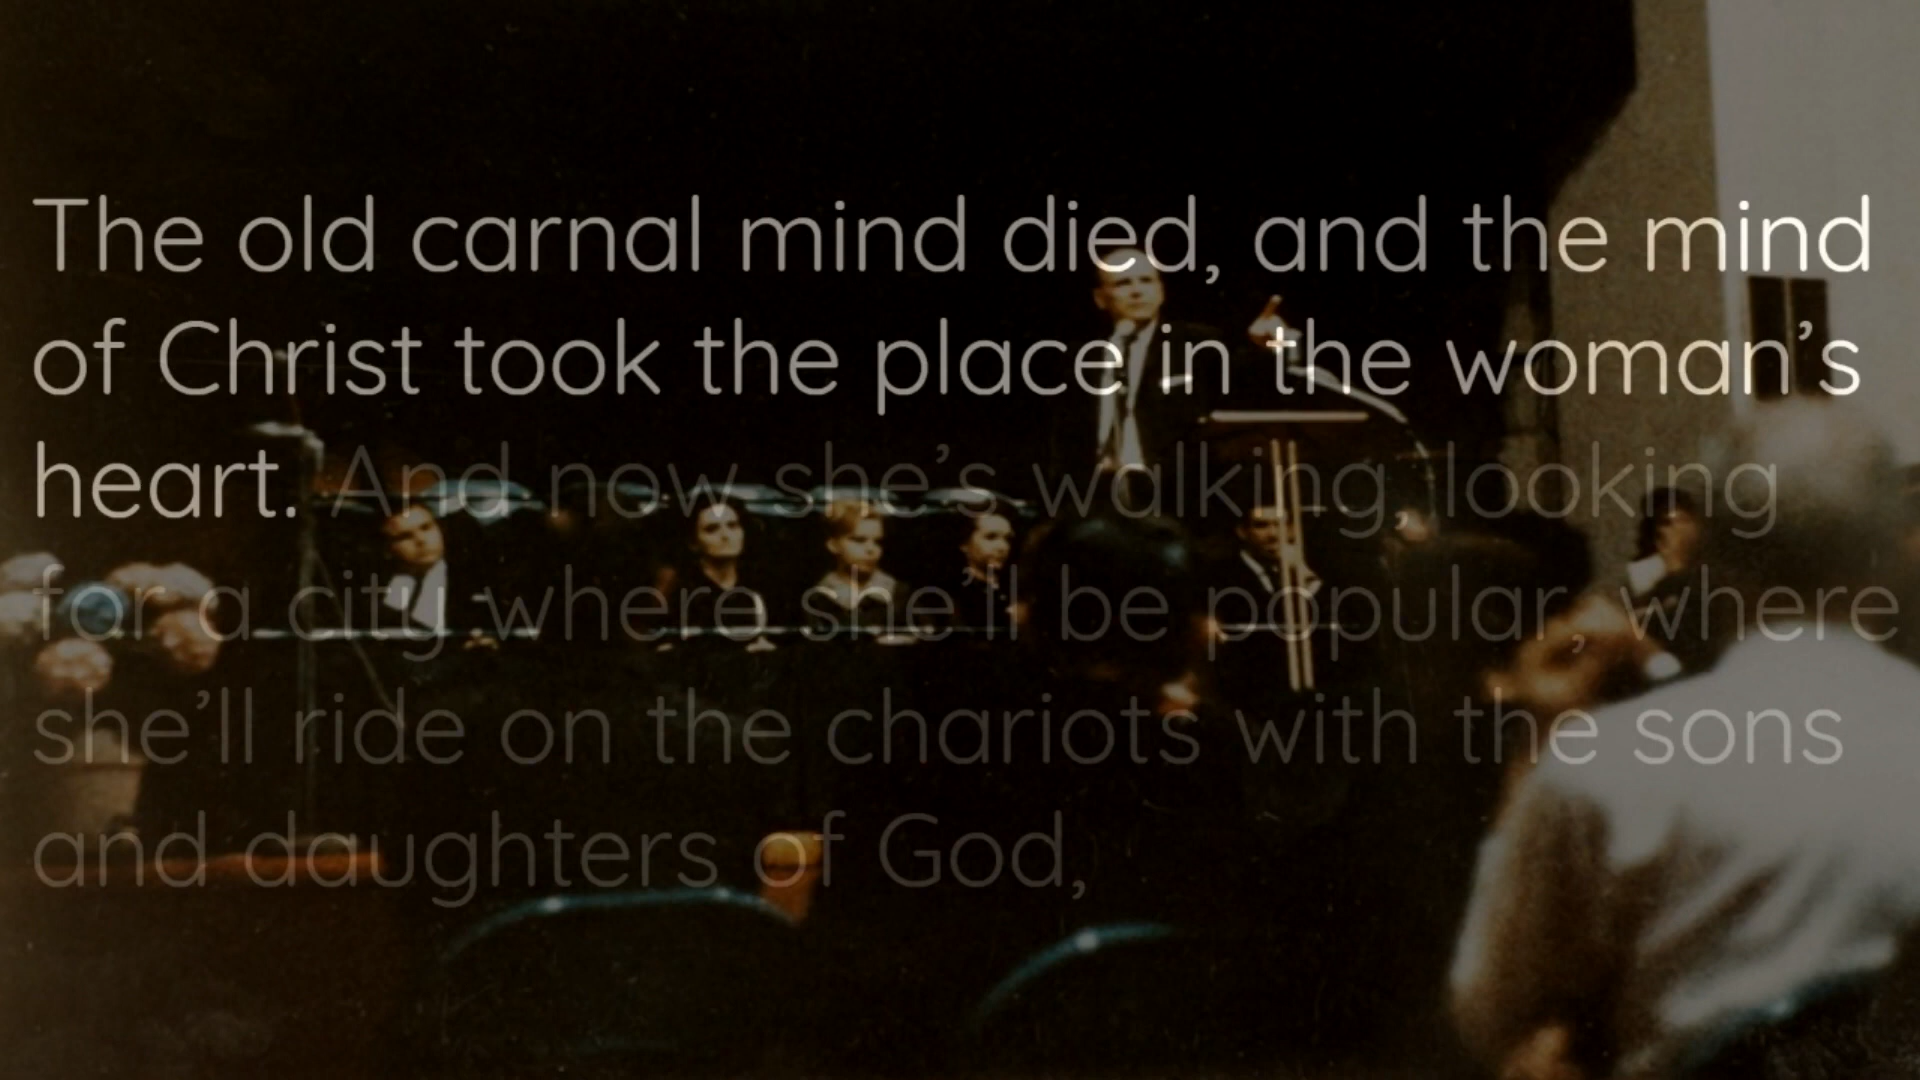 The old carnal mind died, and the mind
of Christ took the place in the woman’s
heart. And now she’s walking, looking
for a city where she’ll be popular, where
she’ll ride on the chariots with the sons
and daughters of God,